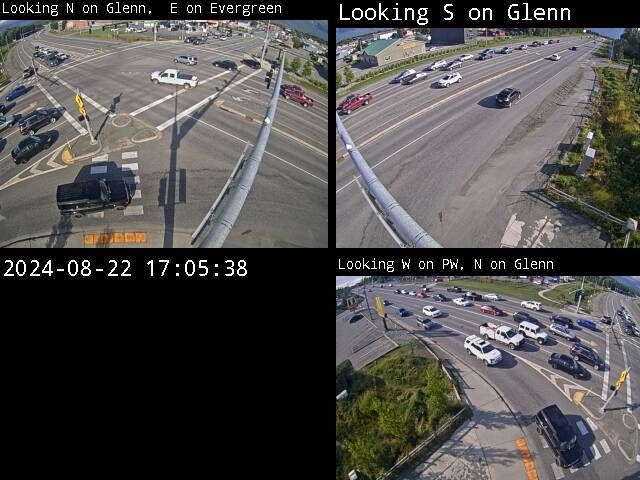 Looking N on Glenn,  E on Evergreen
Looking S on Glenn
2024-08-22 17:05:38
Looking W on PW, N on Glenn